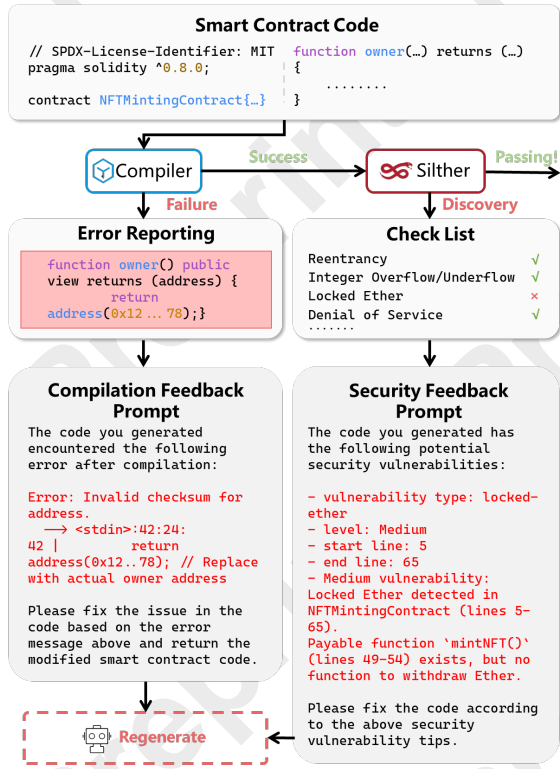 Smart Contract Code
// SPDX-License-Identifier: MIT
pragma solidity ^0.8.0;
contract NFTMintingContract{…}
function owner(…) returns (…)
{
........
}
Compiler
Success
Silther
Passing!
Failure
Discovery
Error Reporting
function owner() public
view returns (address) {
return
address(0x12...78);}
Check List
Reentrancy √
Integer Overflow/Underflow √
Locked Ether ×
Denial of Service √
.......
Compilation Feedback
Prompt
The code you generated
encountered the following
error after compilation:
Error: Invalid checksum for
address.
--> <stdin>:42:24:
42 | return
address(0x12..78); // Replace
with actual owner address
Please fix the issue in the
code based on the error
message above and return the
modified smart contract code.
Security Feedback
Prompt
The code you generated has
the following potential
security vulnerabilities:
- vulnerability type: locked-
ether
- level: Medium
- start line: 5
- end line: 65
- Medium vulnerability:
Locked Ether detected in
NFTMintingContract (lines 5-
65).
Payable function `mintNFT()`
(lines 49-54) exists, but no
function to withdraw Ether.
Please fix the code according
to the above security
vulnerability tips.
Regenerate